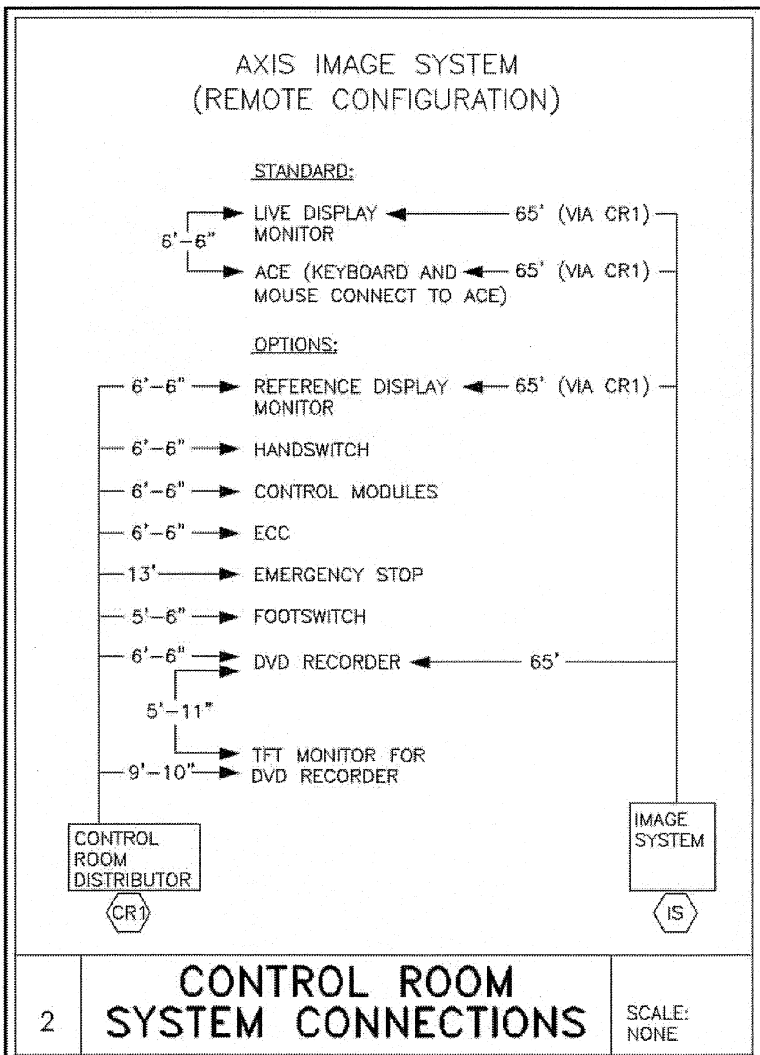 AXIS IMAGE SYSTEM
(REMOTE CONFIGURATION)
STANDARD:
LIVE DISPLAY MONITOR
65' (VIA CR1)
6'-6"
ACE (KEYBOARD AND MOUSE CONNECT TO ACE)
65' (VIA CR1)
OPTIONS:
6'-6"
REFERENCE DISPLAY MONITOR
65' (VIA CR1)
6'-6"
HANDSWITCH
6'-6"
CONTROL MODULES
6'-6"
ECC
13'
EMERGENCY STOP
5'-6"
FOOTSWITCH
6'-6"
DVD RECORDER
65'
5'-11"
9'-10"
TFT MONITOR FOR DVD RECORDER
CONTROL
ROOM
DISTRIBUTOR
CR1
IMAGE
SYSTEM
IS
2
CONTROL ROOM
SYSTEM CONNECTIONS
SCALE:
NONE